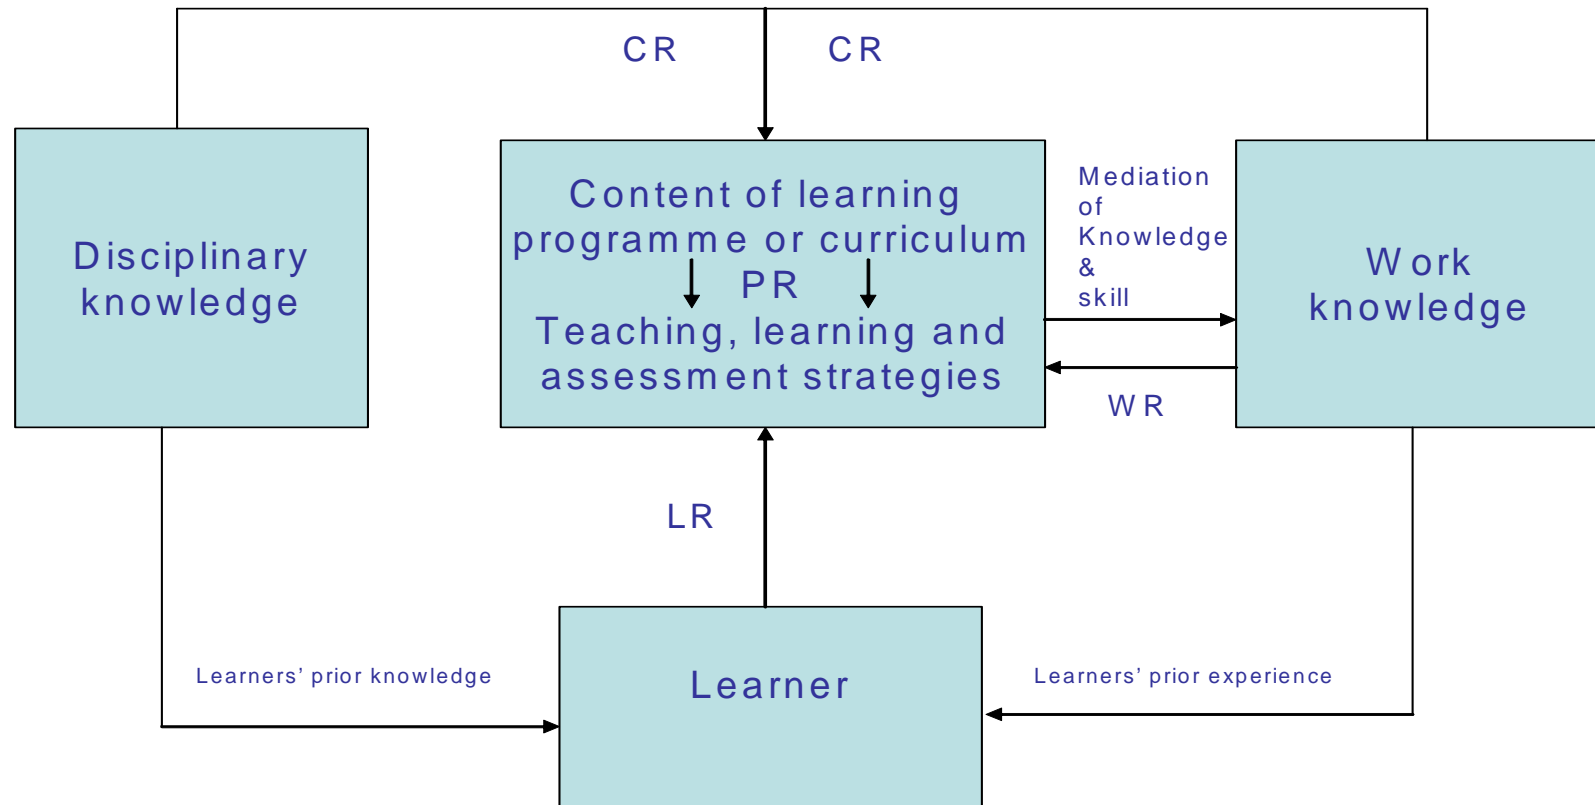 CR
CR
Disciplinary
knowledge
Content of learning
programme or curriculum
PR
Teaching, learning and
assessment strategies
Mediation
of
Knowledge
&
skill
WR
Work
knowledge
LR
Learners’ prior knowledge
Learner
Learners’ prior experience